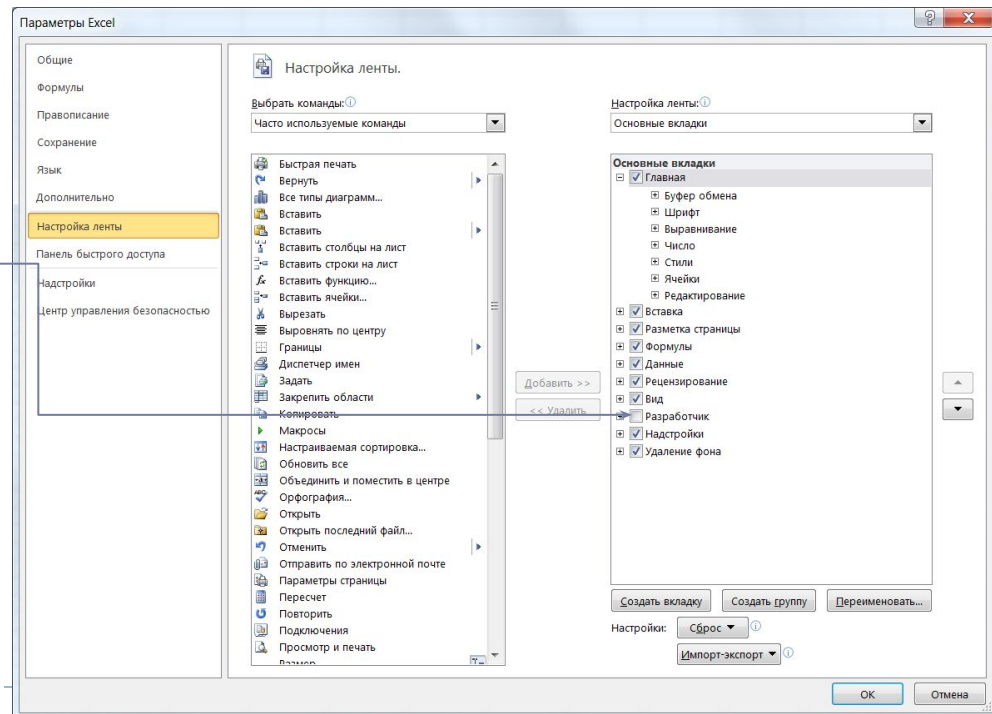 Параметры Excel
Общие
Формулы
Правописание
Сохранение
Язык
Дополнительно
Настройка ленты
Панель быстрого доступа
Надстройки
Центр управления безопасностью
Настройка ленты.
Выбрать команды:
Часто используемые команды
Быстрая печать
Вернуть
Все типы диаграмм...
Вставить
Вставить
Вставить столбцы на лист
Вставить строки на лист
Вставить функцию...
Вставить ячейки...
Вырезать
Выровнять по центру
Границы
Диспетчер имен
Задать
Закрепить области
Копировать
Макросы
Настраиваемая сортировка...
Обновить все
Объединить и поместить в центре
Орфография...
Открыть
Открыть последний файл...
Отменить
Отправить по электронной почте
Параметры страницы
Пересчет
Повторить
Подключения
Просмотр и печать
Размер
Добавить >>
<< Удалить
Настройка ленты:
Основные вкладки
Основные вкладки
Главная
Буфер обмена
Шрифт
Выравнивание
Число
Стили
Ячейки
Редактирование
Вставка
Разметка страницы
Формулы
Данные
Рецензирование
Вид
Разработчик
Надстройки
Удаление фона
Создать вкладку Создать группу Переименовать...
Настройки: Сброс
Импорт-экспорт
ОК Отмена